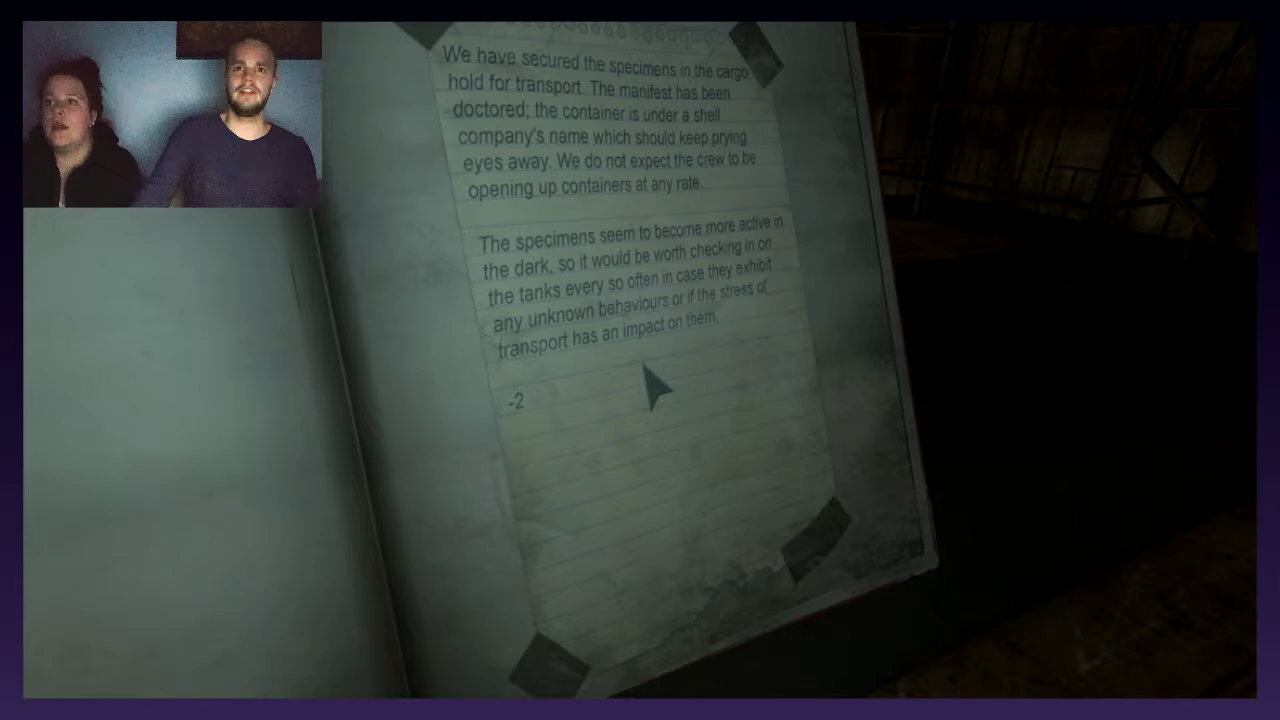 We have secured the specimens in the cargo
hold for transport. The manifest has been
doctored; the container is under a shell
company's name which should keep prying
eyes away. We do not expect the crew to be
opening up containers at any rate.
The specimens seem to become more active in
the dark, so it would be worth checking in on
the tanks every so often in case they exhibit
any unknown behaviours or if the stress of
transport has an impact on them.
-2